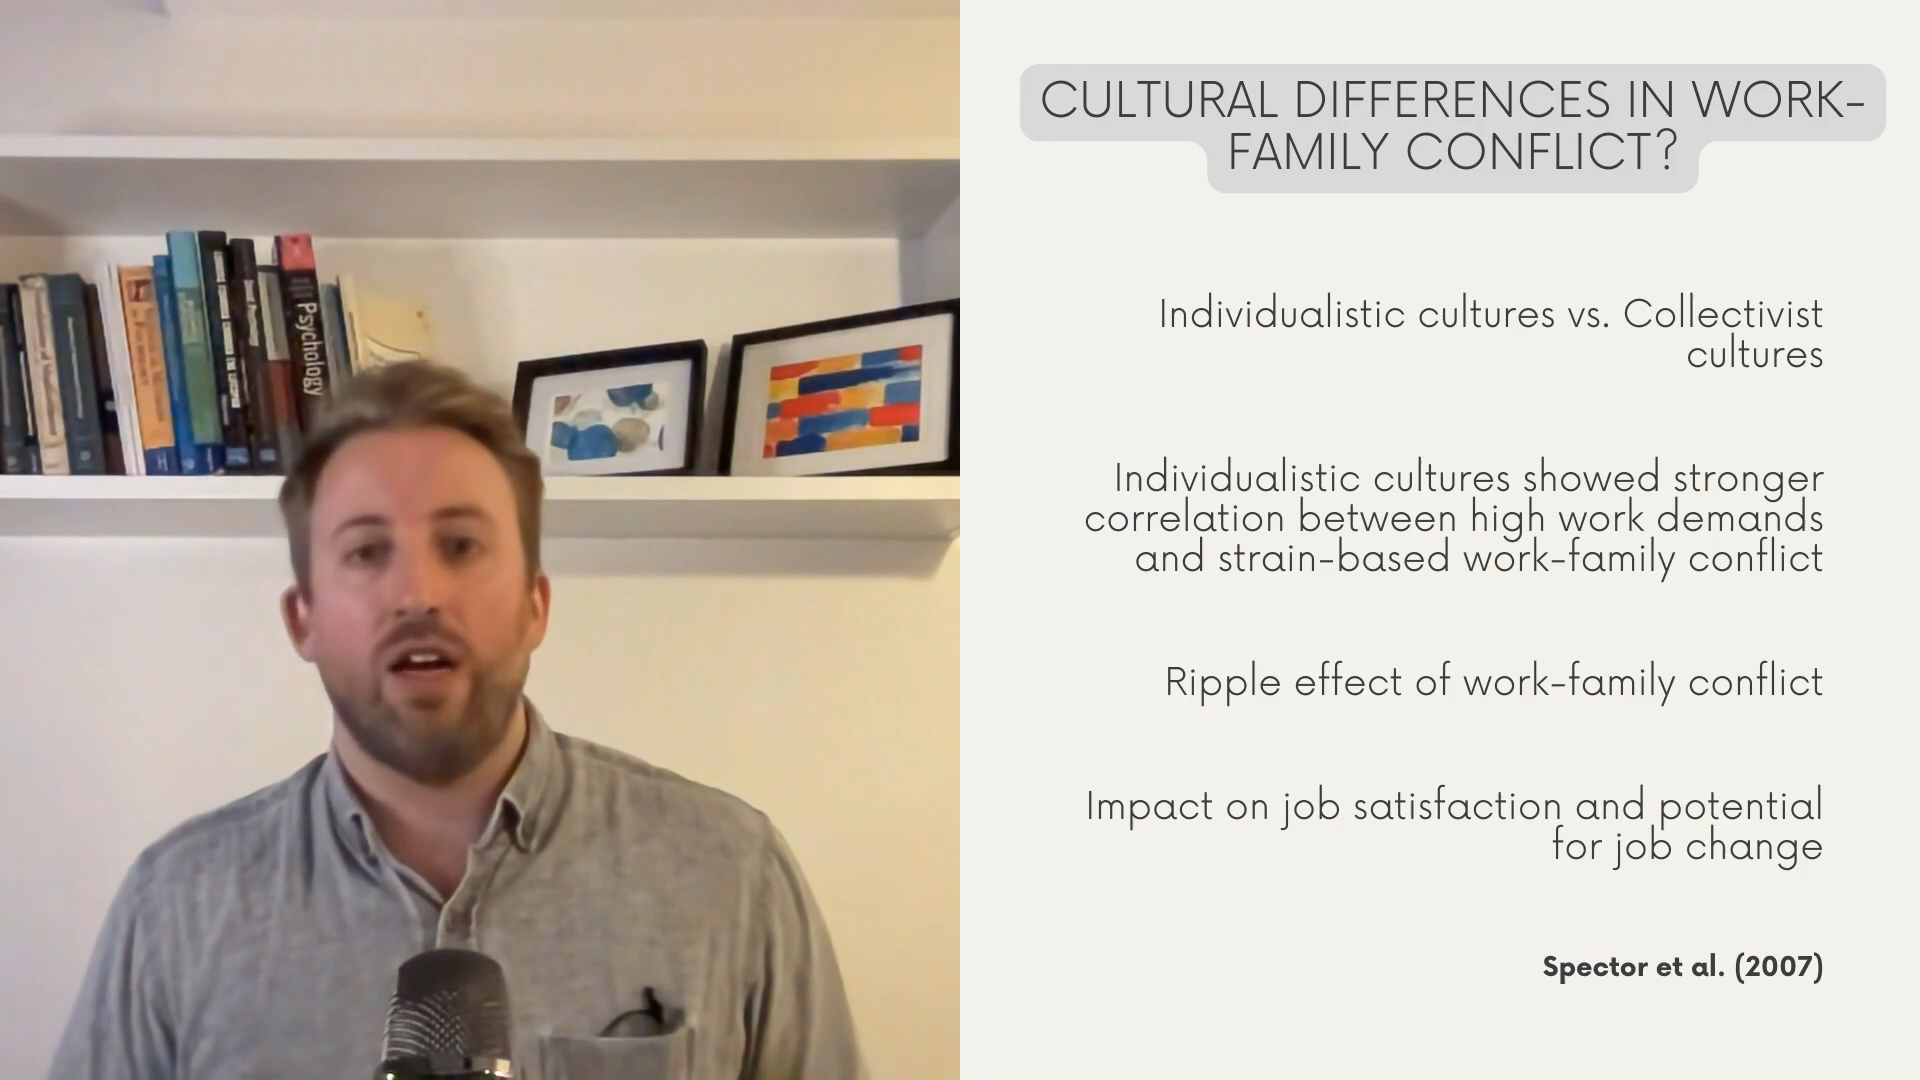 CULTURAL DIFFERENCES IN WORK-
FAMILY CONFLICT?
Individualistic cultures vs. Collectivist
cultures
Individualistic cultures showed stronger
correlation between high work demands
and strain-based work-family conflict
Ripple effect of work-family conflict
Impact on job satisfaction and potential
for job change
Spector et al. (2007)
Psychology